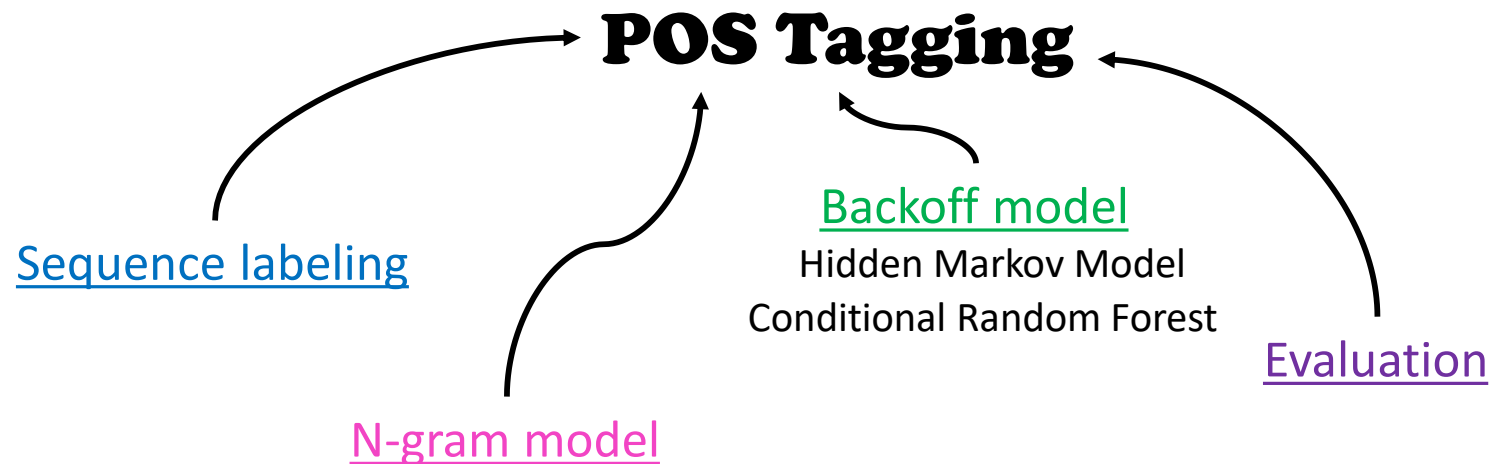 POS Tagging
Sequence labeling
N-gram model
Backoff model
Hidden Markov Model
Conditional Random Forest
Evaluation